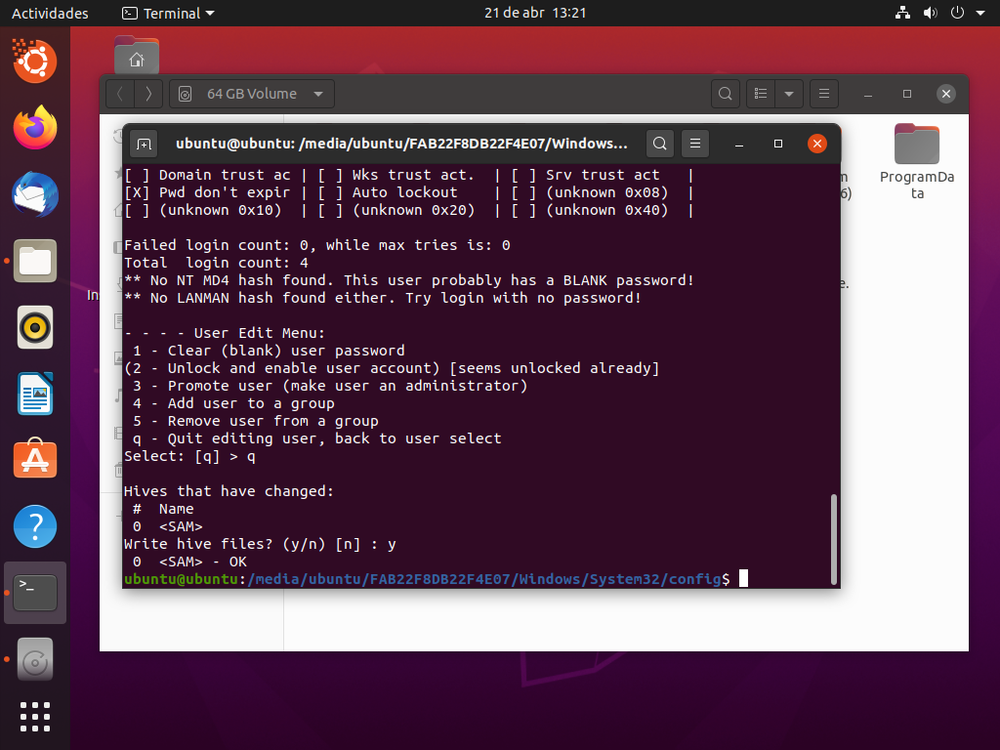 Actividades
Terminal
21 de abr 13:21
64 GB Volume
ubuntu@ubuntu: /media/ubuntu/FAB22F8DB22F4E07/Windows...
[ ] Domain trust ac | [ ] Wks trust act.  | [ ] Srv trust act   |
[X] Pwd don't expir | [ ] Auto lockout    | [ ] (unknown 0x08)  |
[ ] (unknown 0x10)  | [ ] (unknown 0x20)  | [ ] (unknown 0x40)  |
Failed login count: 0, while max tries is: 0
Total  login count: 4
** No NT MD4 hash found. This user probably has a BLANK password!
** No LANMAN hash found either. Try login with no password!
- - - - User Edit Menu:
1 - Clear (blank) user password
(2 - Unlock and enable user account) [seems unlocked already]
3 - Promote user (make user an administrator)
4 - Add user to a group
5 - Remove user from a group
q - Quit editing user, back to user select
Select: [q] > q
Hives that have changed:
#  Name
0  <SAM>
Write hive files? (y/n) [n] : y
0  <SAM> - OK
ubuntu@ubuntu:/media/ubuntu/FAB22F8DB22F4E07/Windows/System32/config$
ProgramDa
ta